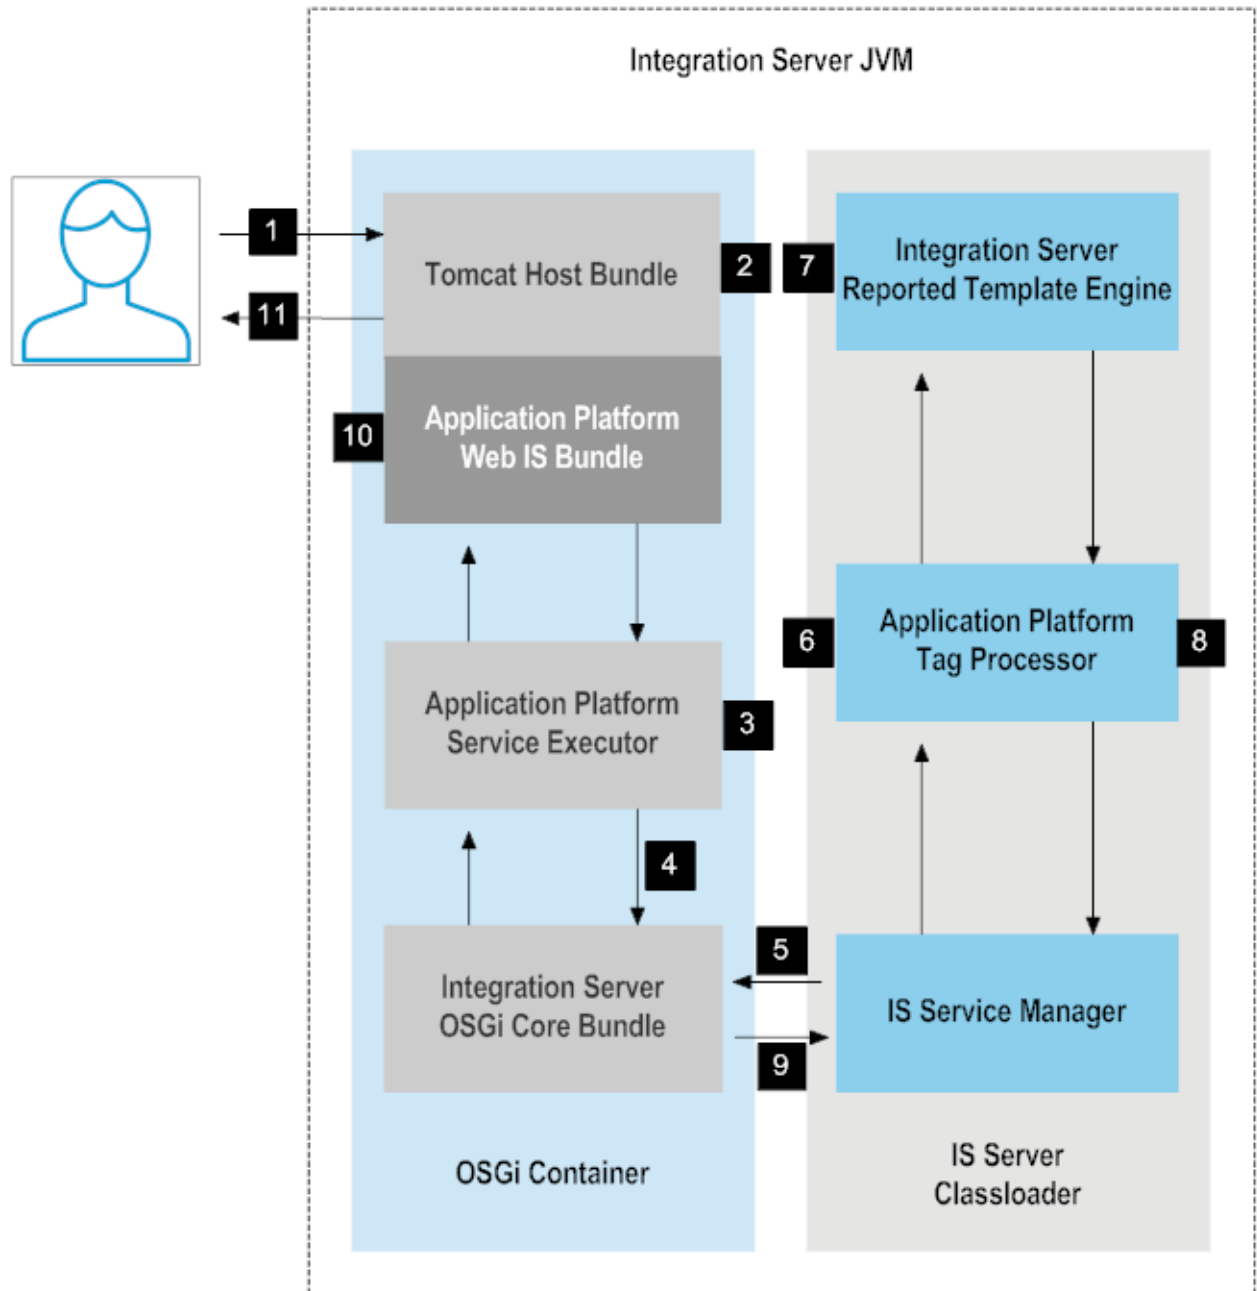 Integration Server JVM
1
11
Tomcat Host Bundle
2
7
Integration Server
Reported Template Engine
10
Application Platform
Web IS Bundle
Application Platform
Service Executor
3
6
Application Platform
Tag Processor
8
4
Integration Server
OSGi Core Bundle
5
9
IS Service Manager
OSGi Container
IS Server
Classloader